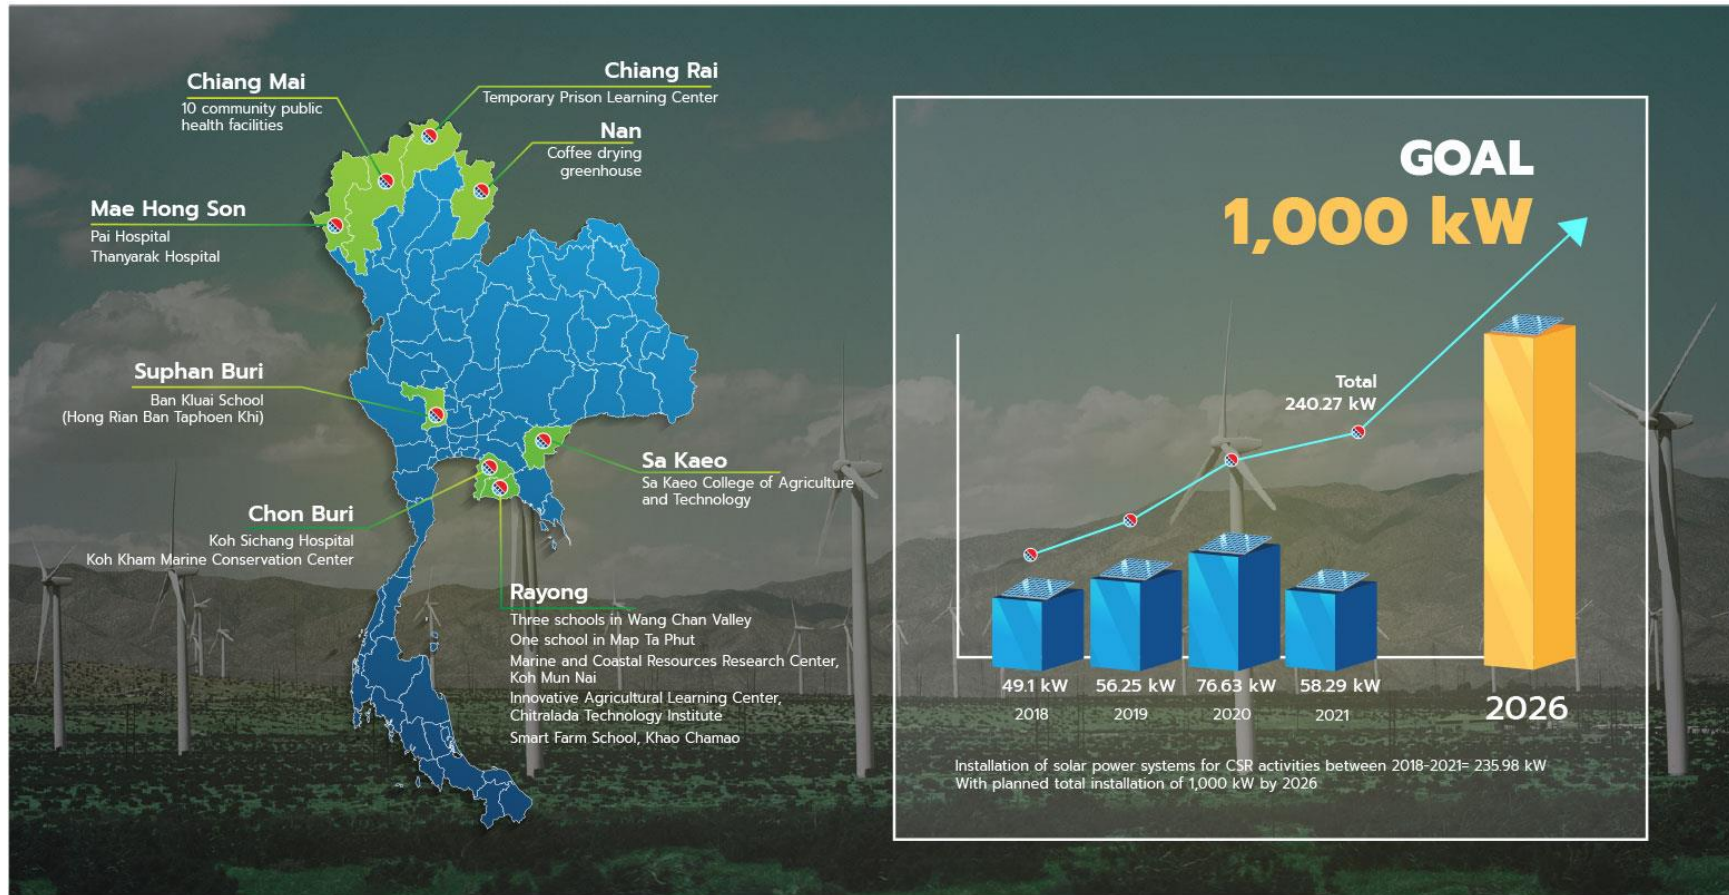 Chiang Mai
10 community public
health facilities
Chiang Rai
Temporary Prison Learning Center
Nan
Coffee drying
greenhouse
Mae Hong Son
Pai Hospital
Thanyarak Hospital
Suphan Buri
Ban Kluai School
(Hong Rian Ban Taphoen Khi)
Sa Kaeo
Sa Kaeo College of Agriculture
and Technology
Chon Buri
Koh Sichang Hospital
Koh Kham Marine Conservation Center
Rayong
Three schools in Wang Chan Valley
One school in Map Ta Phut
Marine and Coastal Resources Research Center,
Koh Mun Nai
Innovative Agricultural Learning Center,
Chitralada Technology Institute
Smart Farm School, Khao Chamao
GOAL
1,000 kW
Total
240.27 kW
49.1 kW 56.25 kW 76.63 kW 58.29 kW
2018 2019 2020 2021 2026
Installation of solar power systems for CSR activities between 2018-2021= 235.98 kW
With planned total installation of 1,000 kW by 2026